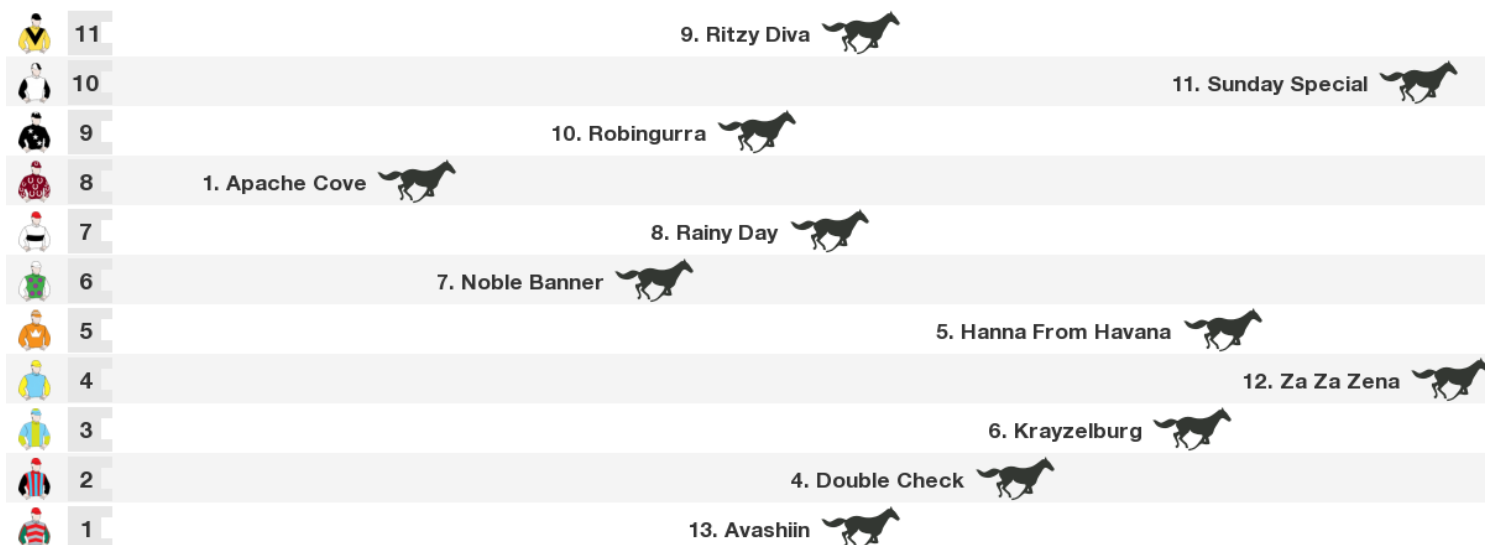 11 9. Ritzy Diva
10 11. Sunday Special
9 10. Robingurra
8 1. Apache Cove
7 8. Rainy Day
6 7. Noble Banner
5 5. Hanna From Havana
4 12. Za Za Zena
3 6. Krayzelburg
2 4. Double Check
1 13. Avashiin